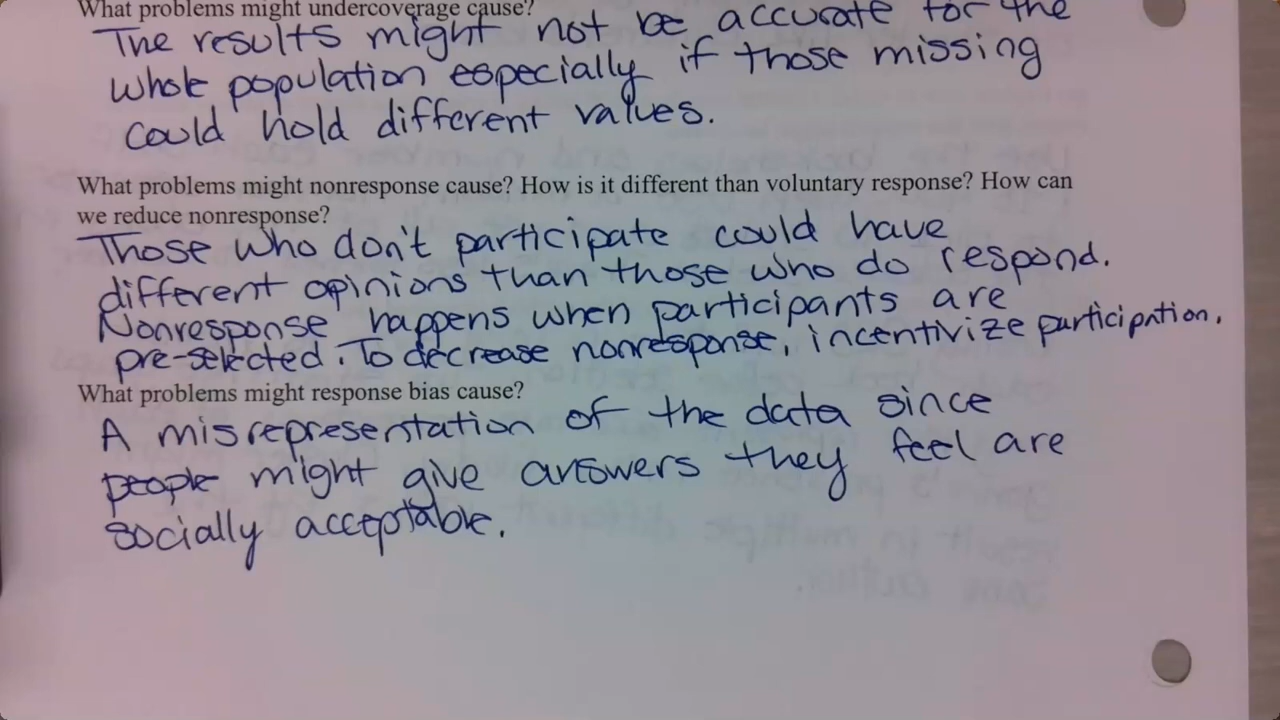 What problems might undercoverage cause?
The results might not be accurate for the
whole population especially if those missing
could hold different values.
What problems might nonresponse cause? How is it different than voluntary response? How can
we reduce nonresponse?
Those who don't participate could have
different opinions than those who do respond.
Nonresponse happens when participants are
pre-selected. To decrease nonresponse, incentivize participation.
What problems might response bias cause?
A misrepresentation of the data since
people might give answers they feel are
socially acceptable.